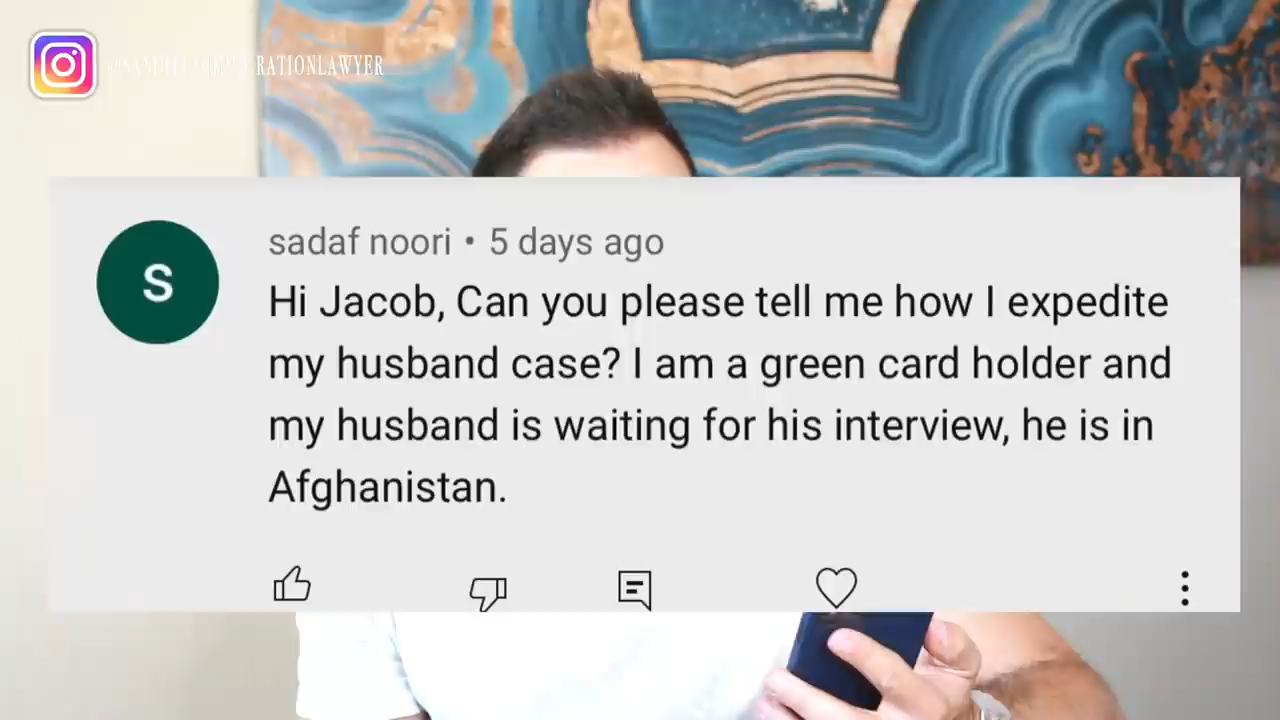 RATIONLAWYER
S
sadaf noori • 5 days ago
Hi Jacob, Can you please tell me how I expedite
my husband case? I am a green card holder and
my husband is waiting for his interview, he is in
Afghanistan.